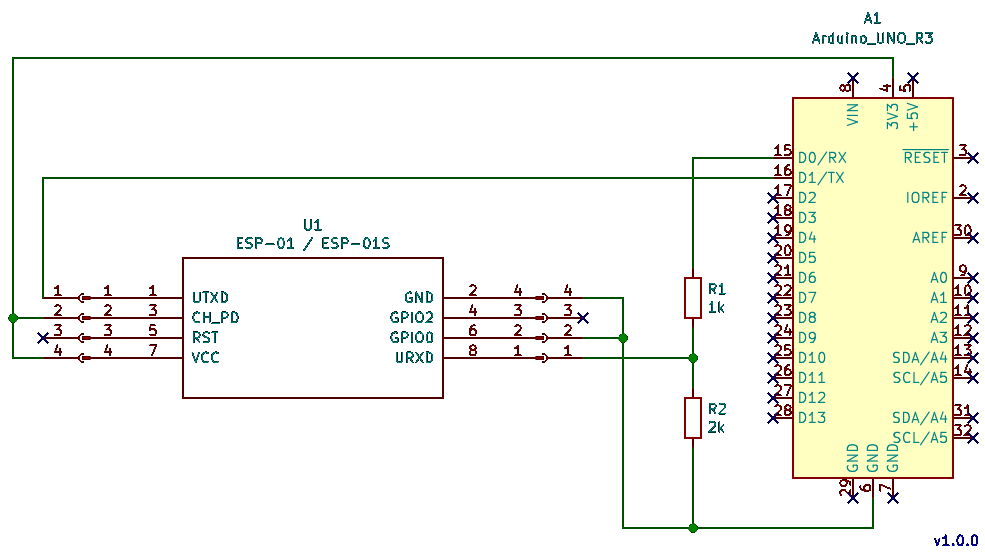 A1
Arduino_UNO_R3
8 4 5
VIN 3V3 +5V
15 D0/RX RESET 3
16 D1/TX
17 D2 IOREF 2
18 D3
19 D4 AREF 30
20 D5
21 D6 A0 9
22 D7 A1 10
23 D8 A2 11
24 D9 A3 12
25 D10 SDA/A4 13
26 D11 SCL/A5 14
27 D12
28 D13 SDA/A4 31
SCL/A5 32
GND GND GND
29 6 7
U1
ESP-01 / ESP-01S
1 1 1 UTXD GND 2 4 4
2 2 3 CH_PD GPIO2 4 3 3
3 3 5 RST GPIO0 6 2 2
4 4 7 VCC URXD 8 1 1
R1
1k
R2
2k
v1.0.0